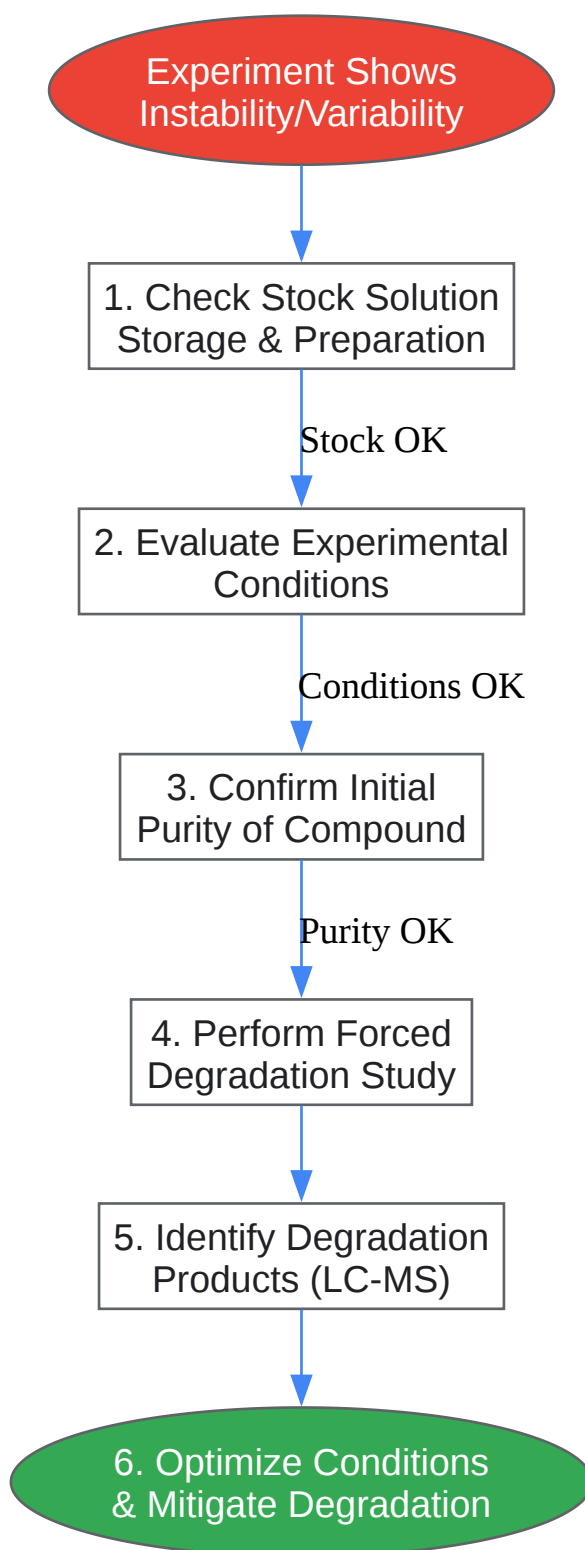 Experiment Shows
Instability/Variability
1. Check Stock Solution
Storage & Preparation
Stock OK
2. Evaluate Experimental
Conditions
Conditions OK
3. Confirm Initial
Purity of Compound
Purity OK
4. Perform Forced
Degradation Study
5. Identify Degradation
Products (LC-MS)
6. Optimize Conditions
& Mitigate Degradation